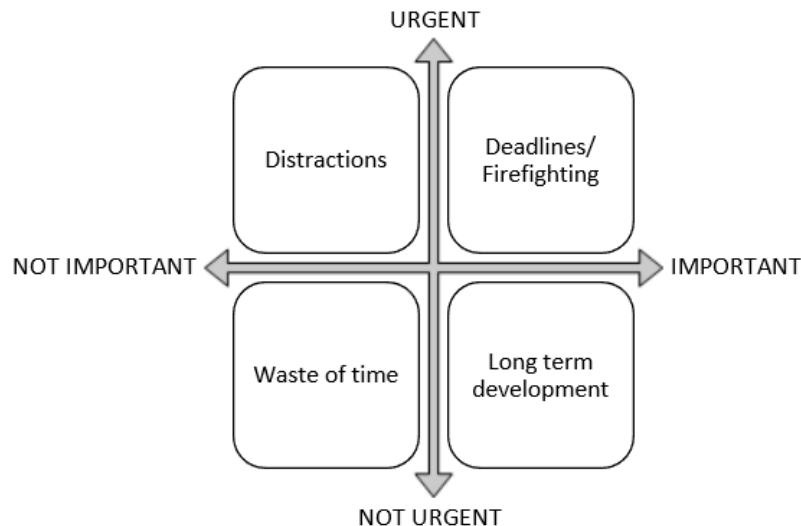 URGENT
Distractions
Deadlines/
Firefighting
NOT IMPORTANT
IMPORTANT
Waste of time
Long term
development
NOT URGENT